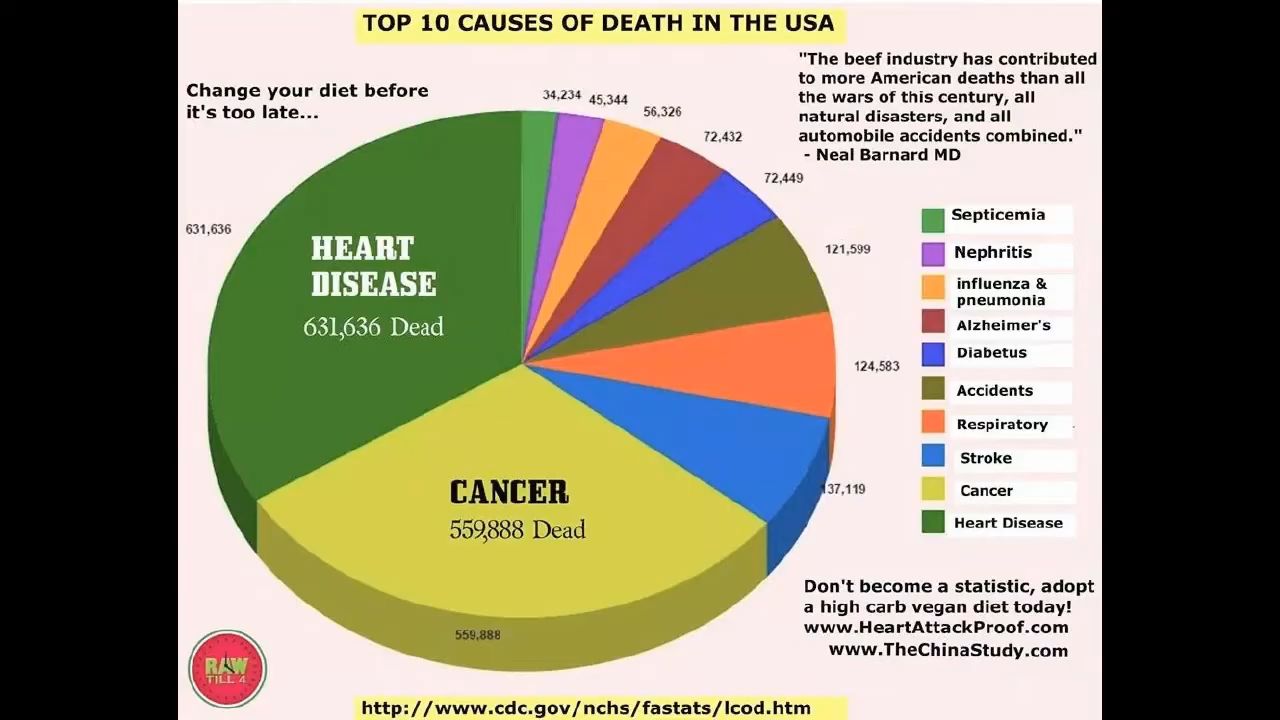 TOP 10 CAUSES OF DEATH IN THE USA
Change your diet before
it's too late...
"The beef industry has contributed
to more American deaths than all
the wars of this century, all
natural disasters, and all
automobile accidents combined."
- Neal Barnard MD
34,234
45,344
56,326
72,432
72,449
121,599
124,583
137,119
559,888
631,636
HEART
DISEASE
631,636 Dead
CANCER
559,888 Dead
Septicemia
Nephritis
influenza &
pneumonia
Alzheimer's
Diabetus
Accidents
Respiratory
Stroke
Cancer
Heart Disease
Don't become a statistic, adopt
a high carb vegan diet today!
www.HeartAttackProof.com
www.TheChinaStudy.com
RAW
TILL 4
http://www.cdc.gov/nchs/fastats/lcod.htm